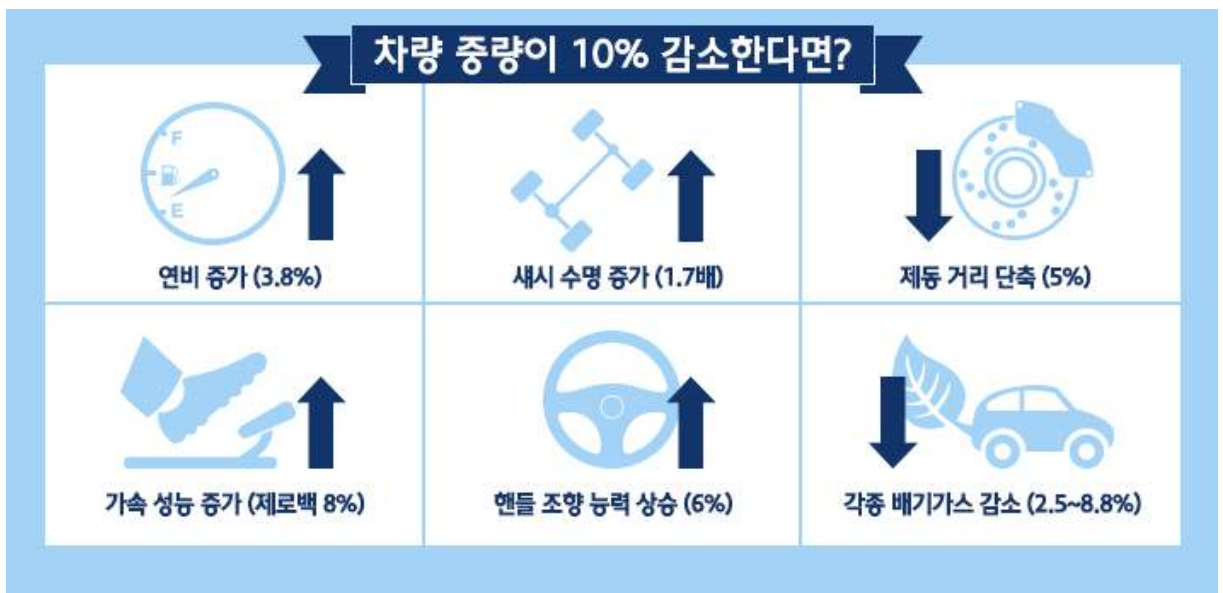 차량 중량이 10% 감소한다면?
F
E
연비 증가 (3.8%)
섀시 수명 증가 (1.7배)
제동 거리 단축 (5%)
가속 성능 증가 (제로백 8%)
핸들 조향 능력 상승 (6%)
각종 배기가스 감소 (2.5~8.8%)